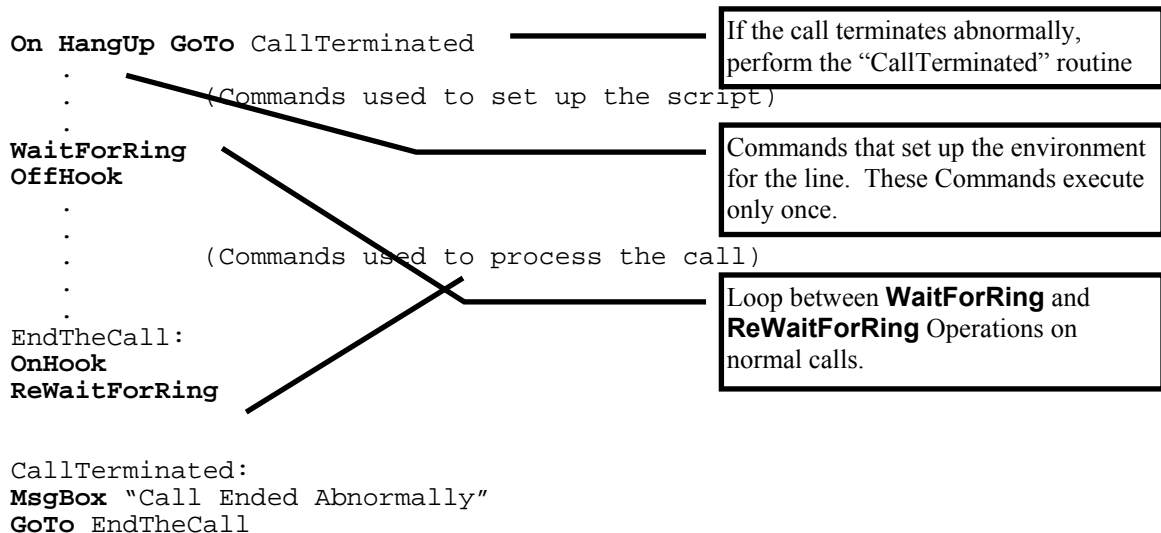 On HangUp GoTo CallTerminated
.
. (Commands used to set up the script)
.
WaitForRing
OffHook
.
.
. (Commands used to process the call)
.
.
EndTheCall:
OnHook
ReWaitForRing
CallTerminated:
MsgBox “Call Ended Abnormally”
GoTo EndTheCall
If the call terminates abnormally,
perform the “CallTerminated” routine
Commands that set up the environment
for the line. These Commands execute
only once.
Loop between WaitForRing and
ReWaitForRing Operations on
normal calls.